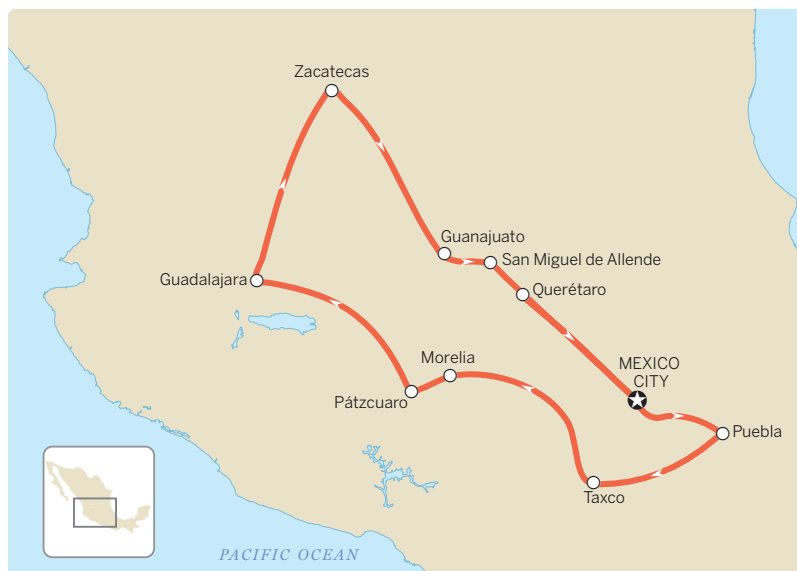 Zacatecas
Guanajuato
San Miguel de Allende
Guadalajara
Querétaro
Morelia
MEXICO
CITY
Pátzcuaro
Puebla
Taxco
PACIFIC OCEAN